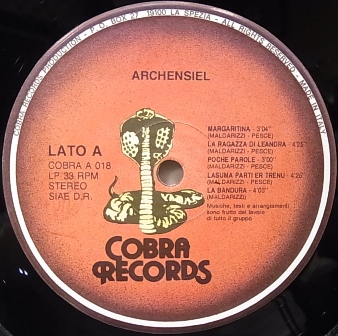 COBRA RECORDS PRODUCTION - P.O. BOX 27 19100 LA SPEZIA - ALL RIGHTS RESERVED - MADE IN ITALY
ARCHENSIEL
LATO A
COBRA A 018
LP 33 RPM
STEREO
SIAE D.R.
MARGARITINA - 3'04"
(MALDARIZZI - PESCE)
LA RAGAZZA DI LEANDRA - 4'25"
(MALDARIZZI - PESCE)
POCHE PAROLE - 3'00"
(MALDARIZZI - PESCE)
LASUMA PARTI ER TRENU - 4'26"
(MALDARIZZI - PESCE)
LA BANDURA - 4'00"
(MALDARIZZI)
Musiche, testi e arrangiamenti
sono frutto del lavoro
di tutto il gruppo
COBRA
RECORDS